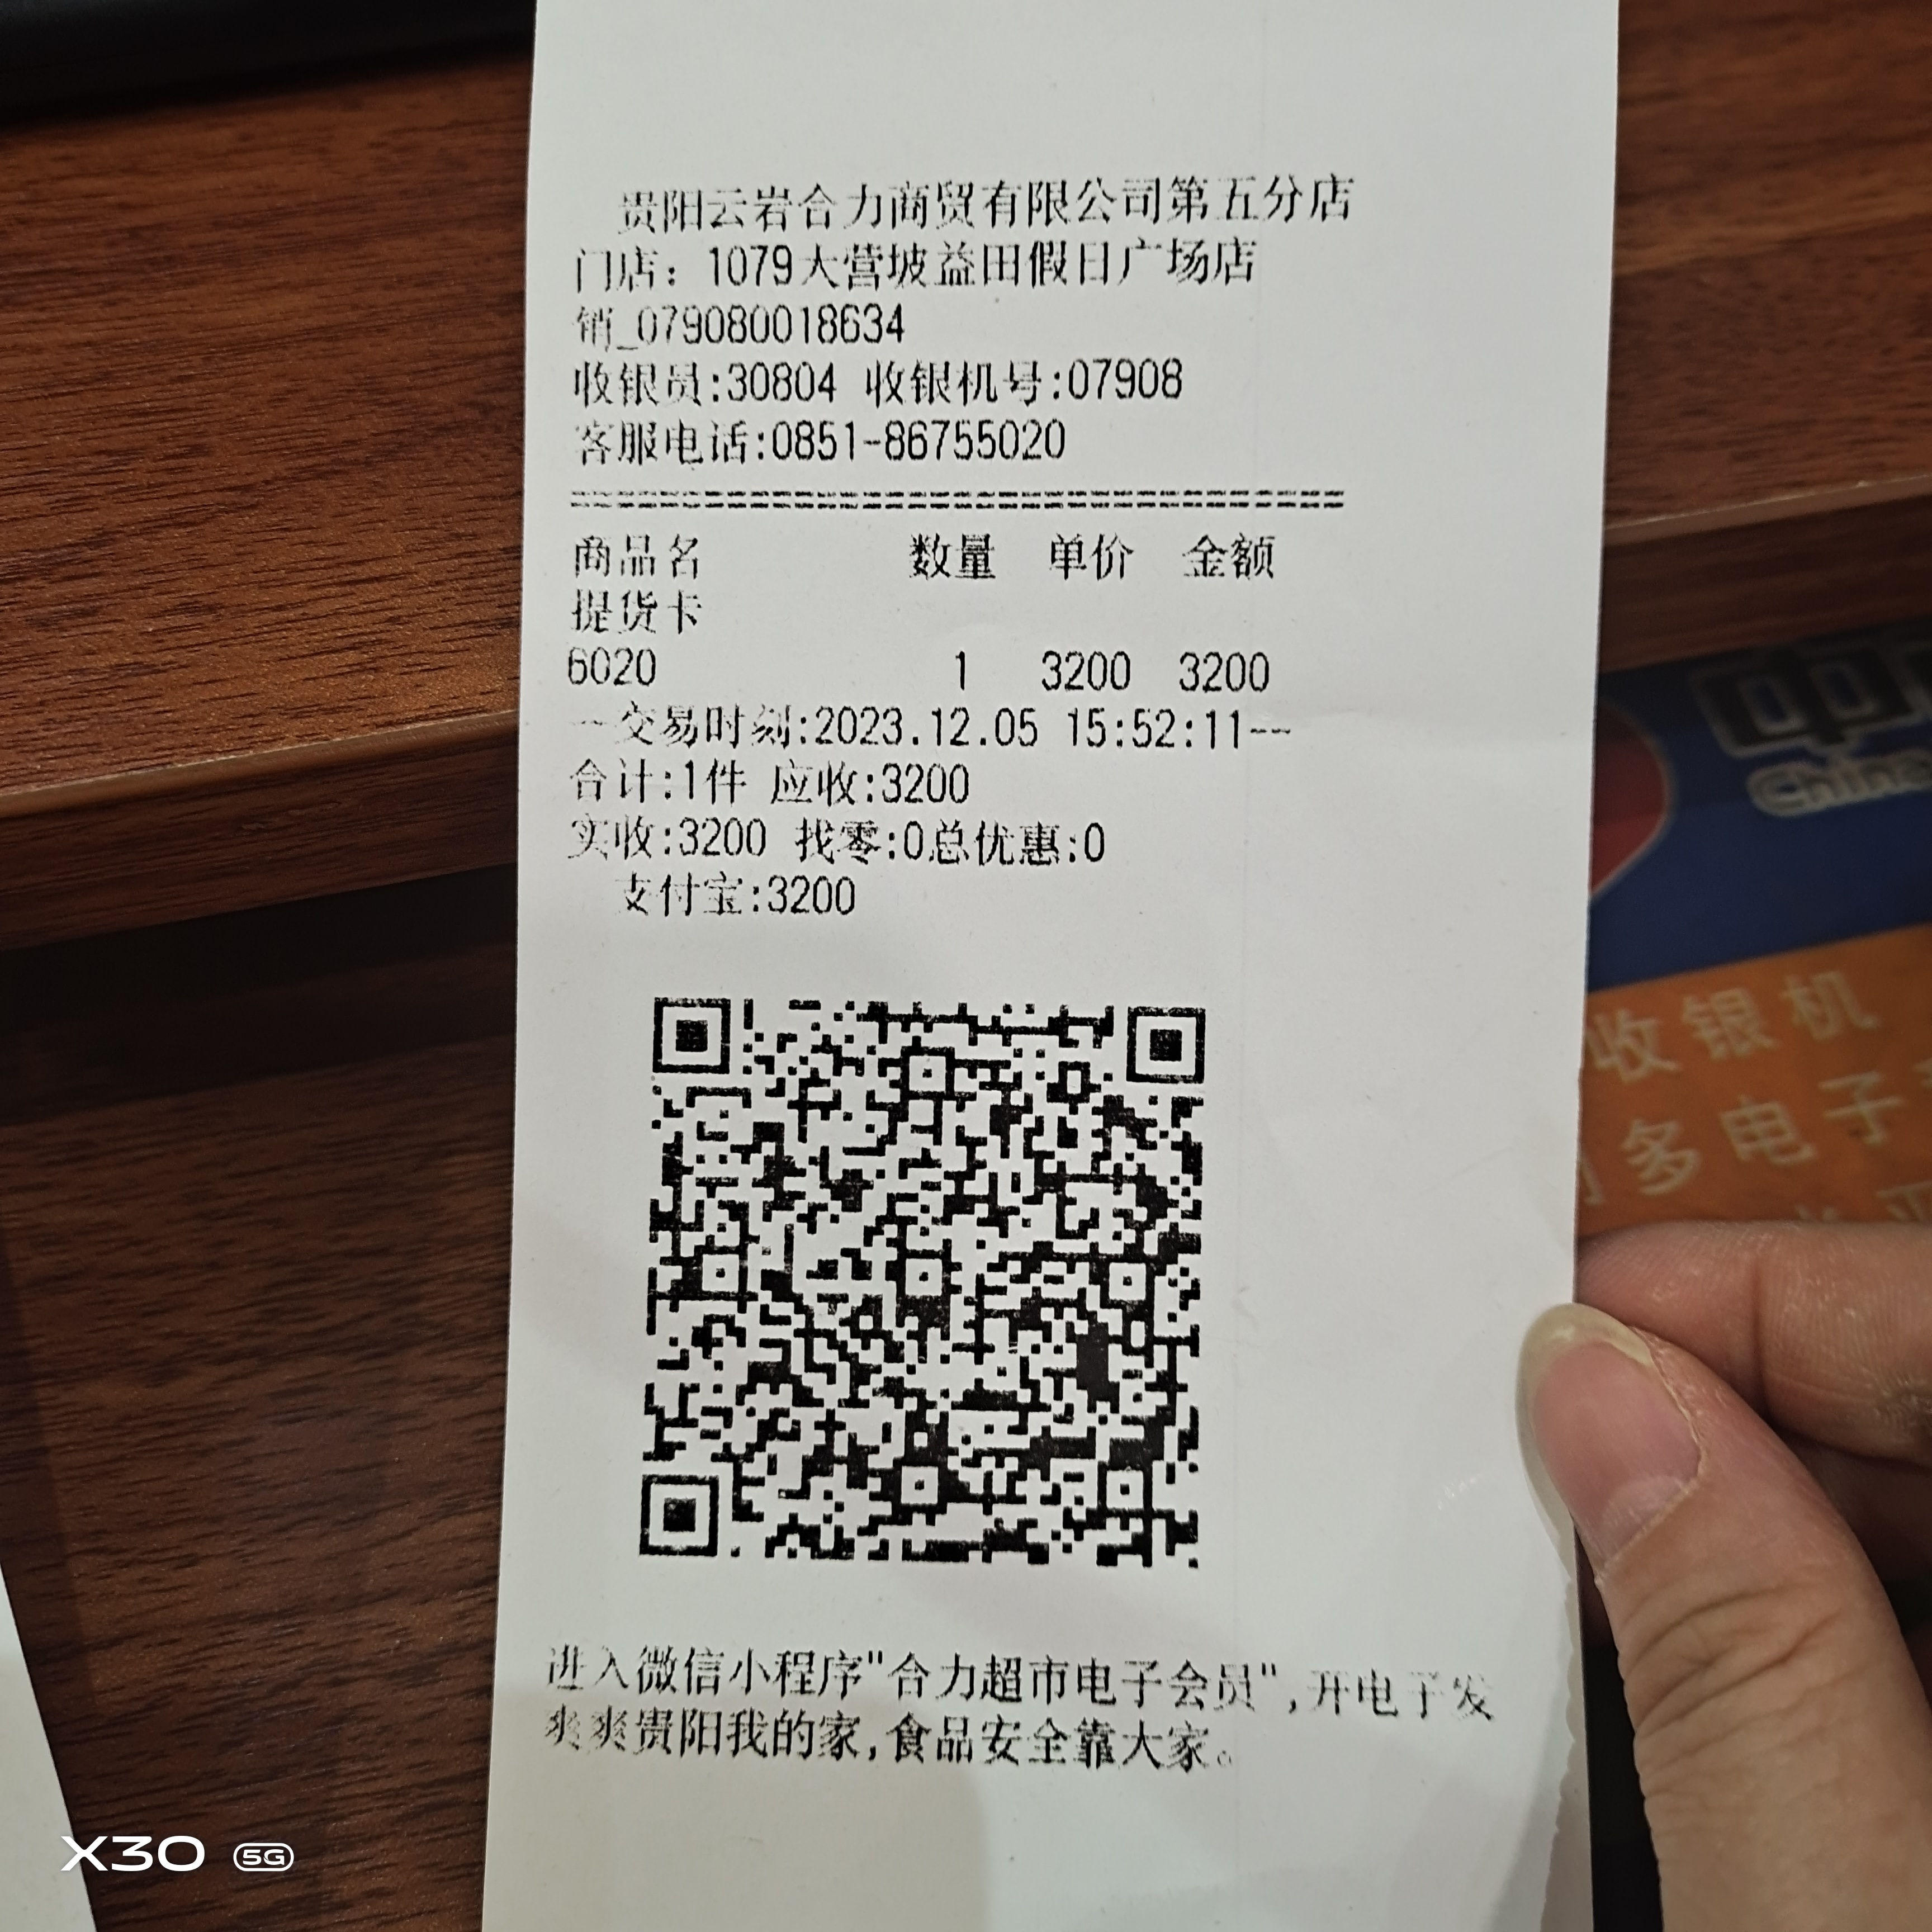 贵阳云岩合力商贸有限公司第五分店
门店：1079大营坡益田假日广场店
销_079080018634
收银员:30804 收银机号:07908
客服电话:0851-86755020
================================
商品名 数量 单价 金额
提货卡
6020 1 3200 3200
--交易时刻:2023.12.05 15:52:11--
合计:1件 应收:3200
实收:3200 找零:0总优惠:0
支付宝:3200
进入微信小程序"合力超市电子会员",开电子发
爽爽贵阳我的家,食品安全靠大家。
中
China
收银机
多电子
X30 5G